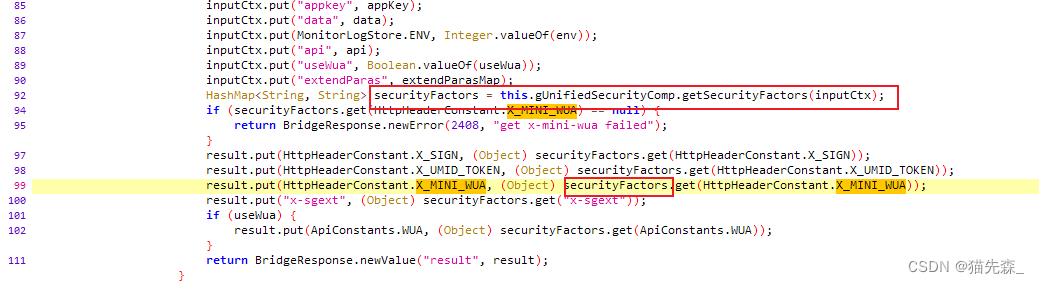 85 inputCtx.put("appkey", appKey);
86 inputCtx.put("data", data);
87 inputCtx.put(MonitorLogStore.ENV, Integer.valueOf(env));
88 inputCtx.put("api", api);
89 inputCtx.put("useWua", Boolean.valueOf(useWua));
90 inputCtx.put("extendParas", extendParasMap);
92 HashMap<String, String> securityFactors = this.gUnifiedSecurityComp.getSecurityFactors(inputCtx);
94 if (securityFactors.get(HttpHeaderConstant.X_MINI_WUA) == null) {
95 return BridgeResponse.newError(2408, "get x-mini-wua failed");
}
97 result.put(HttpHeaderConstant.X_SIGN, (Object) securityFactors.get(HttpHeaderConstant.X_SIGN));
98 result.put(HttpHeaderConstant.X_UMID_TOKEN, (Object) securityFactors.get(HttpHeaderConstant.X_UMID_TOKEN));
99 result.put(HttpHeaderConstant.X_MINI_WUA, (Object) securityFactors.get(HttpHeaderConstant.X_MINI_WUA));
100 result.put("x-sgext", (Object) securityFactors.get("x-sgext"));
101 if (useWua) {
102 result.put(ApiConstants.WUA, (Object) securityFactors.get(ApiConstants.WUA));
}
111 return BridgeResponse.newValue("result", result);
}
CSDN @猫先森_